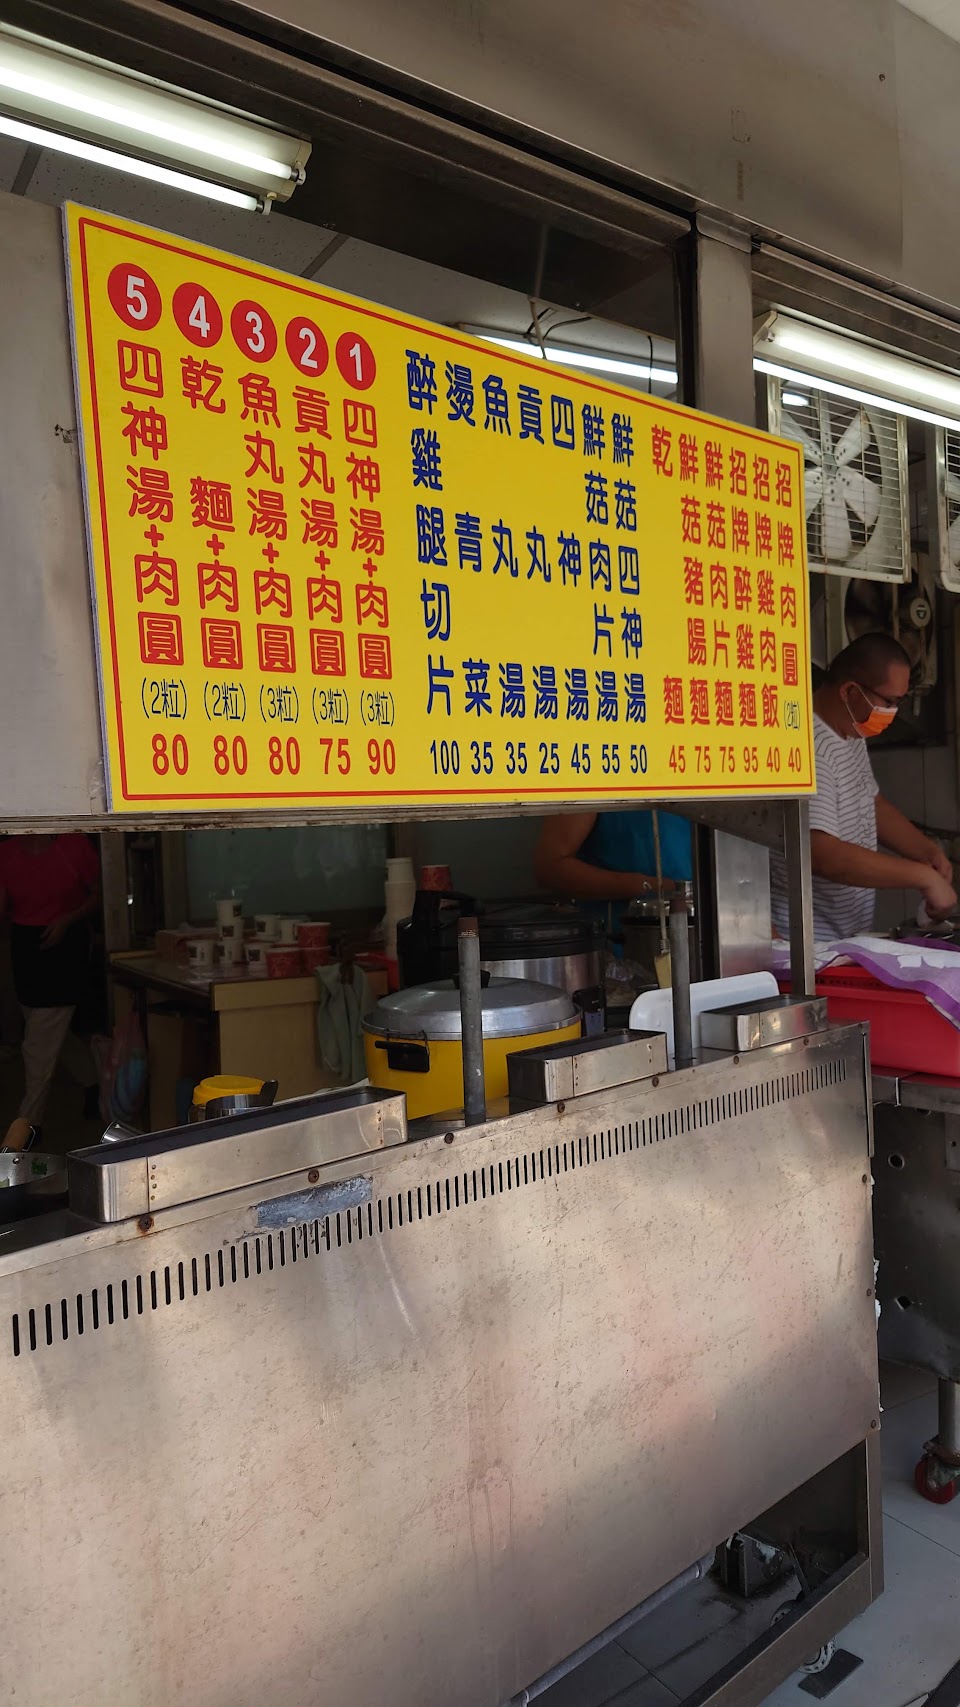 招牌肉圓(2粒) 40
招牌雞肉飯 40
招牌醉雞麵 95
鮮菇肉片麵 75
鮮菇豬腸麵 75
乾麵 45
鮮菇四神湯 50
鮮菇肉片湯 55
四神湯 45
貢丸湯 25
魚丸湯 35
燙青菜 35
醉雞腿切片 100
1 四神湯+肉圓(3粒) 90
2 貢丸湯+肉圓(3粒) 75
3 魚丸湯+肉圓(3粒) 80
4 乾麵+肉圓(2粒) 80
5 四神湯+肉圓(2粒) 80